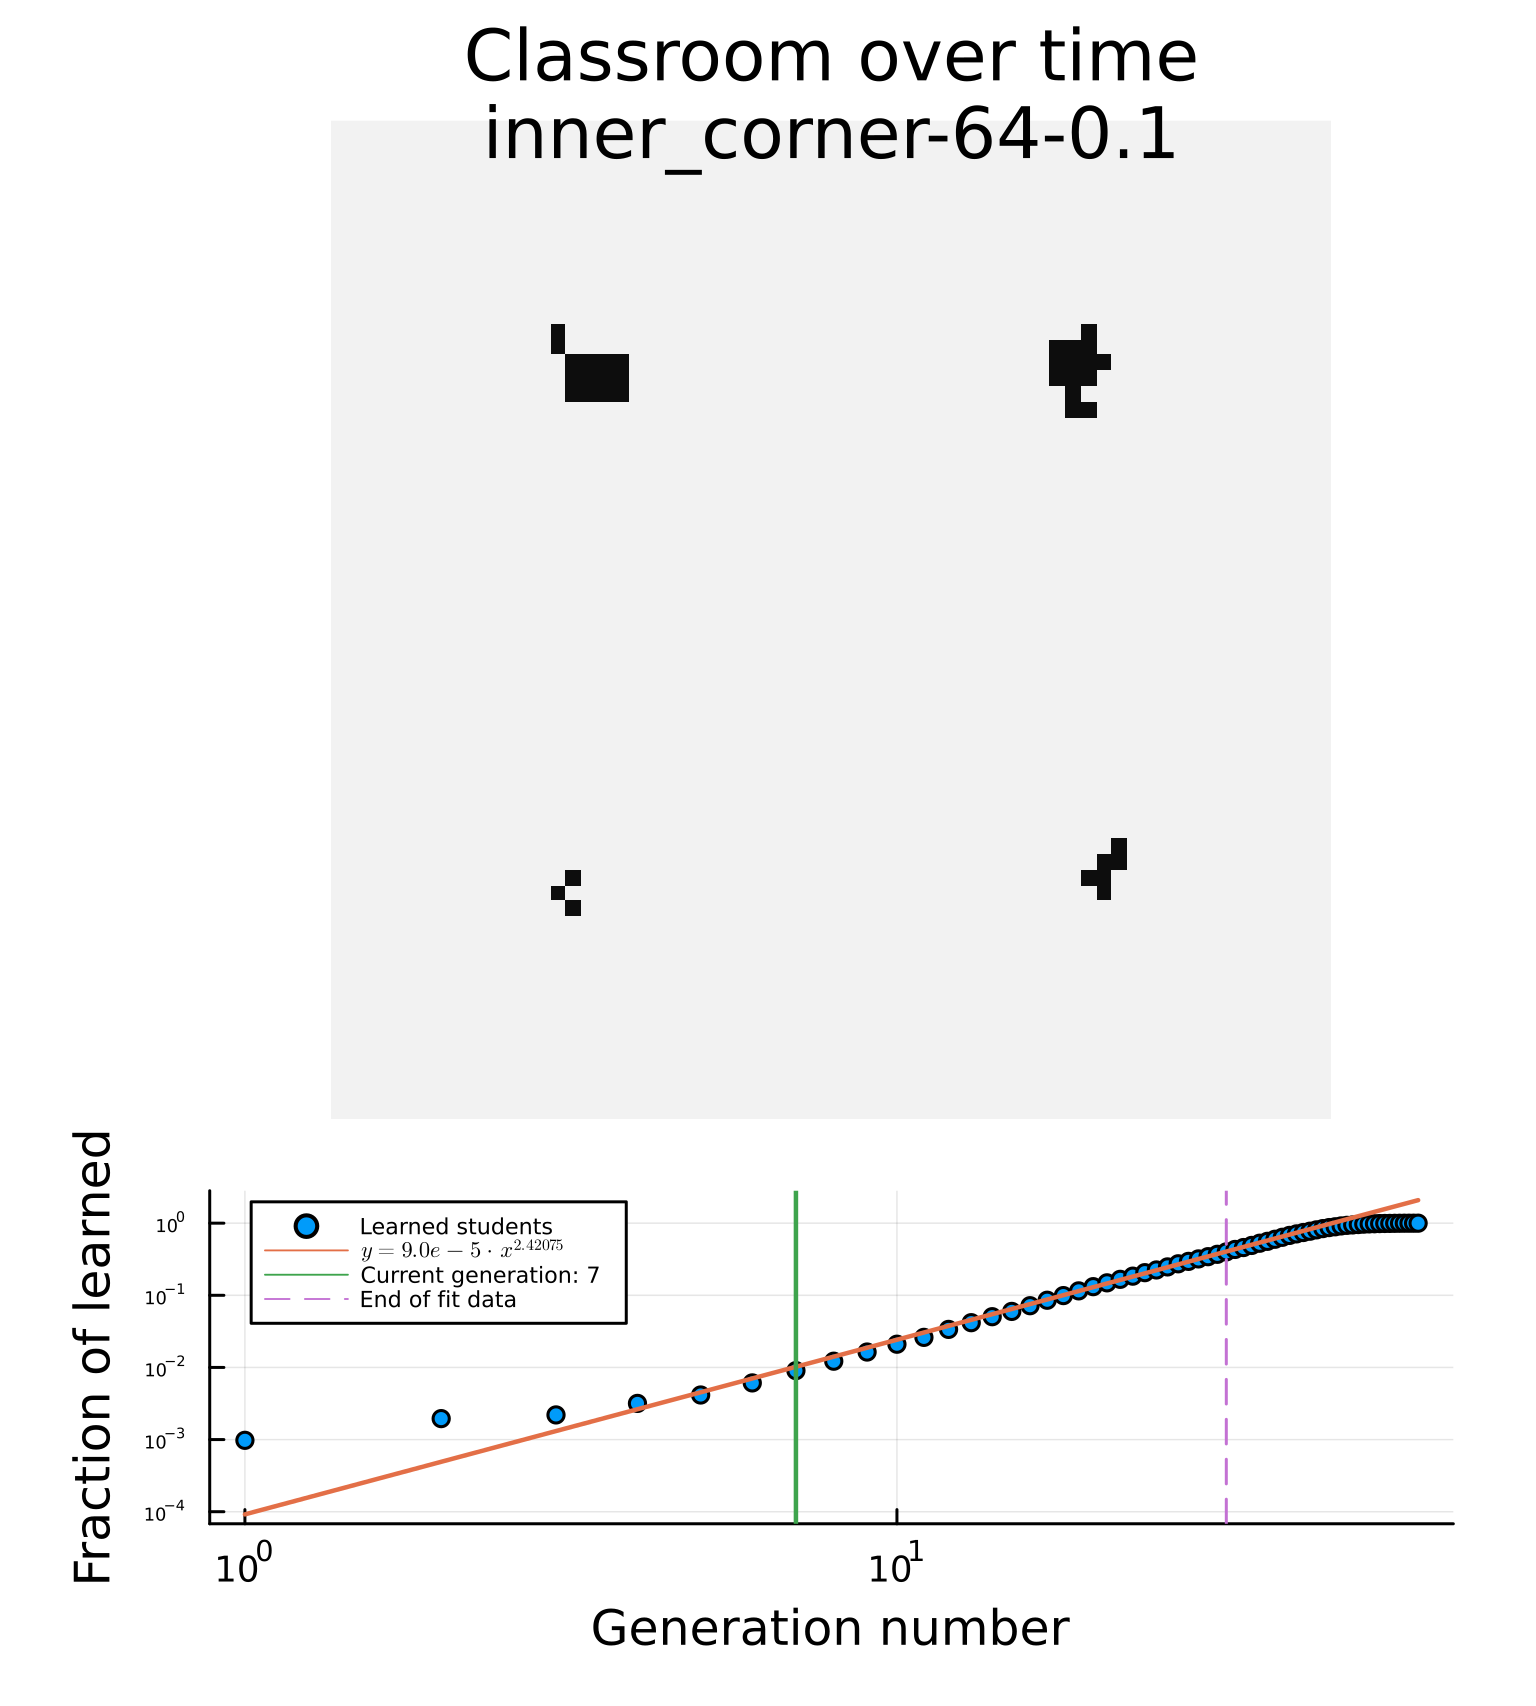 Classroom over time
inner_corner-64-0.1
Fraction of learned
10^0
10^-1
10^-2
10^-3
10^-4
Learned students
y = 9.0e − 5 · x^2.42075
Current generation: 7
End of fit data
10^0
10^1
Generation number